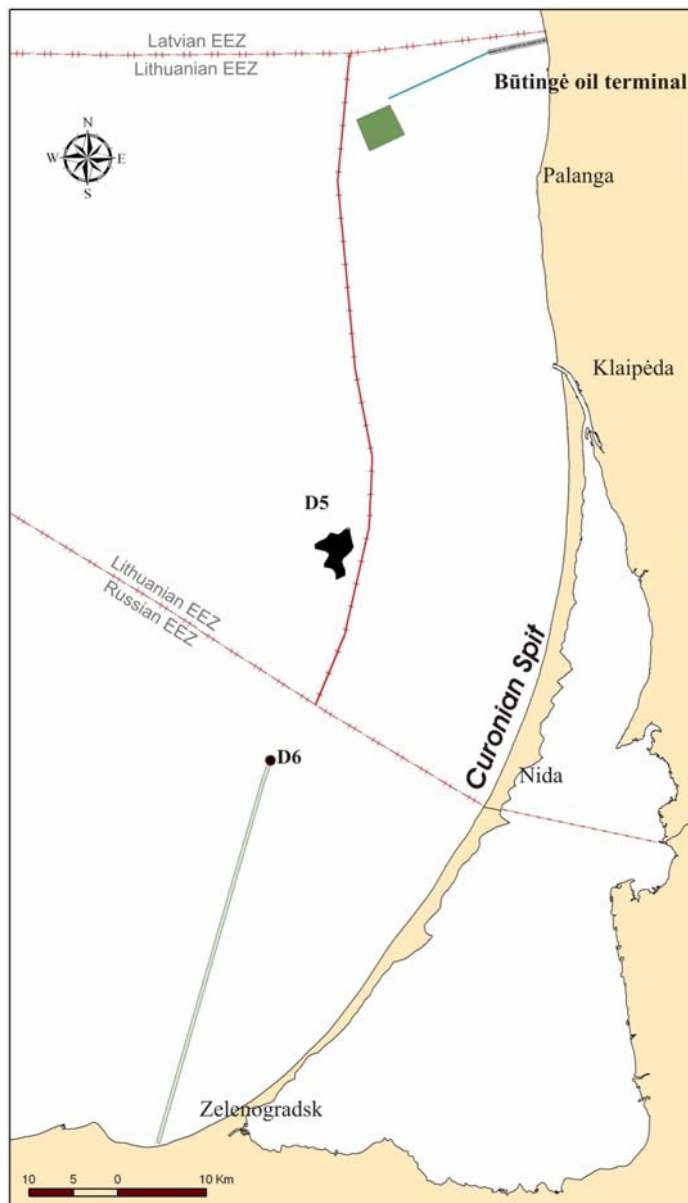 Latvian EEZ
Lithuanian EEZ
Būtingė oil terminal
N
W E
S
Palanga
Klaipėda
D5
Lithuanian EEZ
Russian EEZ
Curonian Spit
D6
Nida
Zelenogradsk
10 5 0 10 Km